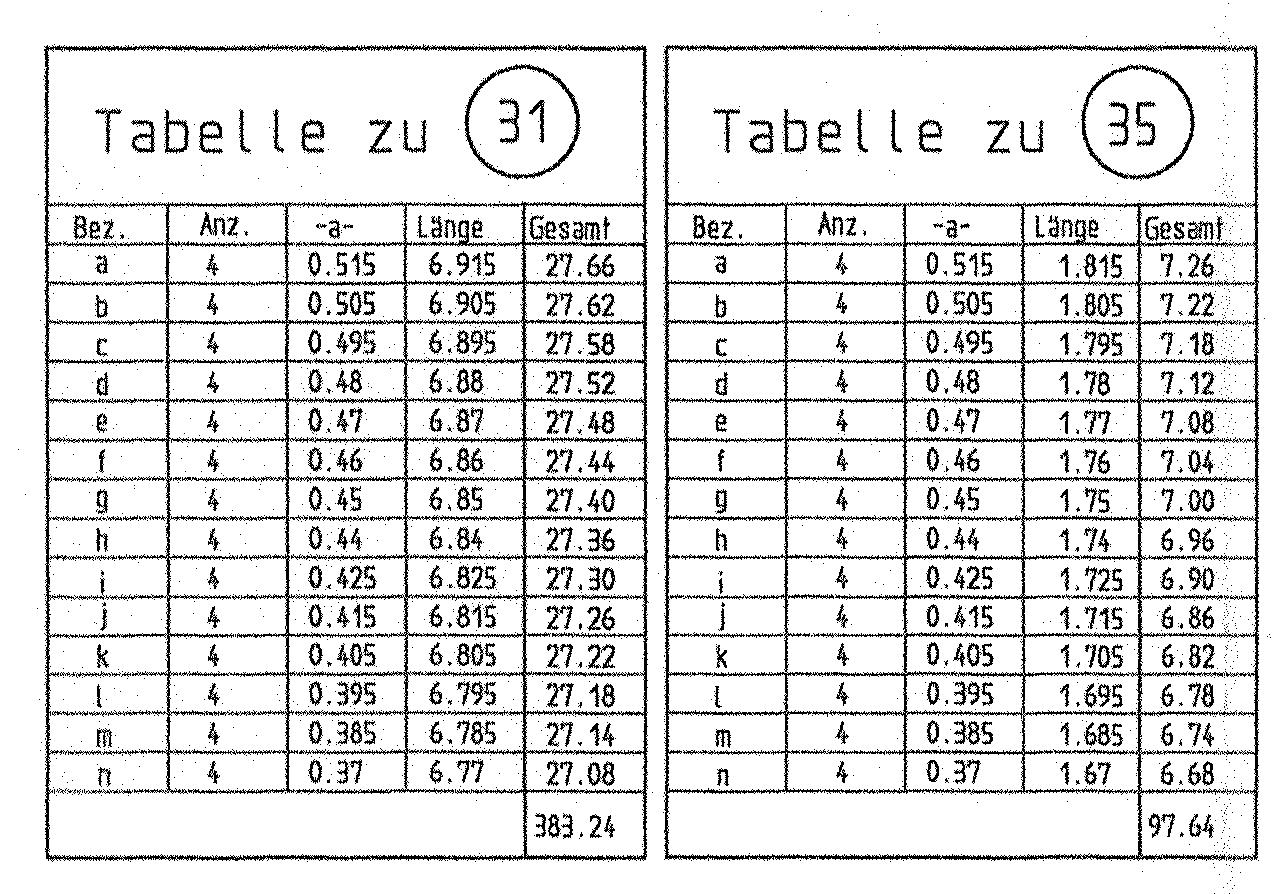 Tabelle zu 31
Bez. Anz. -a- Länge Gesamt
a 4 0.515 6.915 27.66
b 4 0.505 6.905 27.62
c 4 0.495 6.895 27.58
d 4 0.48 6.88 27.52
e 4 0.47 6.87 27.48
f 4 0.46 6.86 27.44
g 4 0.45 6.85 27.40
h 4 0.44 6.84 27.36
i 4 0.425 6.825 27.30
j 4 0.415 6.815 27.26
k 4 0.405 6.805 27.22
l 4 0.395 6.795 27.18
m 4 0.385 6.785 27.14
n 4 0.37 6.77 27.08
383.24
Tabelle zu 35
Bez. Anz. -a- Länge Gesamt
a 4 0.515 1.815 7.26
b 4 0.505 1.805 7.22
c 4 0.495 1.795 7.18
d 4 0.48 1.78 7.12
e 4 0.47 1.77 7.08
f 4 0.46 1.76 7.04
g 4 0.45 1.75 7.00
h 4 0.44 1.74 6.96
i 4 0.425 1.725 6.90
j 4 0.415 1.715 6.86
k 4 0.405 1.705 6.82
l 4 0.395 1.695 6.78
m 4 0.385 1.685 6.74
n 4 0.37 1.67 6.68
97.64